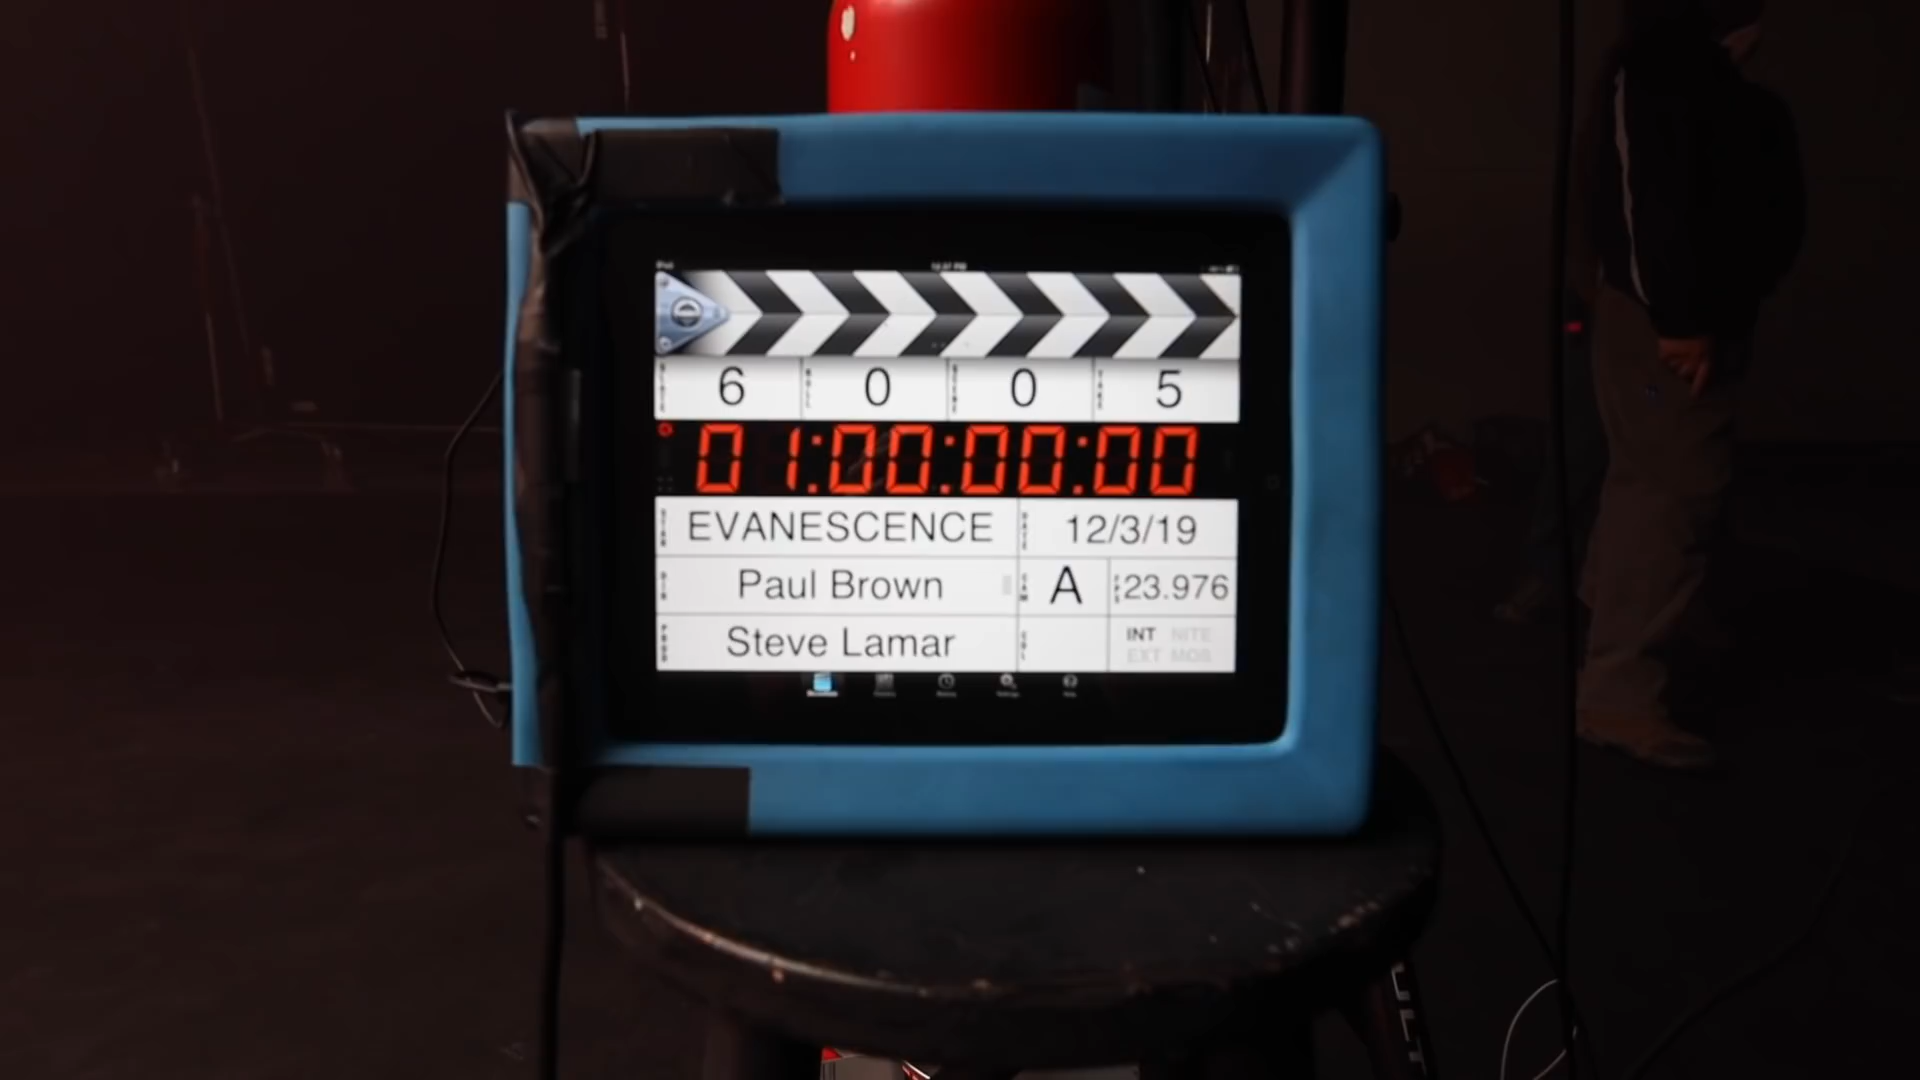 6 0 0 5
01:00:00:00
EVANESCENCE 12/3/19
Paul Brown A 23.976
Steve Lamar INT NITE
EXT MOS